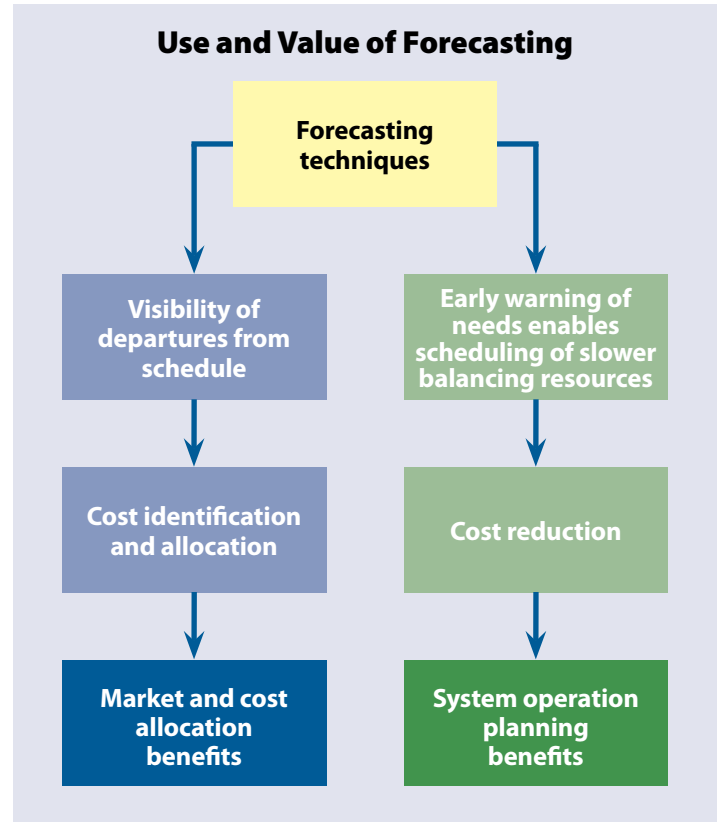 Use and Value of Forecasting
Forecasting
techniques
Visibility of
departures from
schedule
Early warning of
needs enables
scheduling of slower
balancing resources
Cost identification
and allocation
Cost reduction
Market and cost
allocation
benefits
System operation
planning
benefits